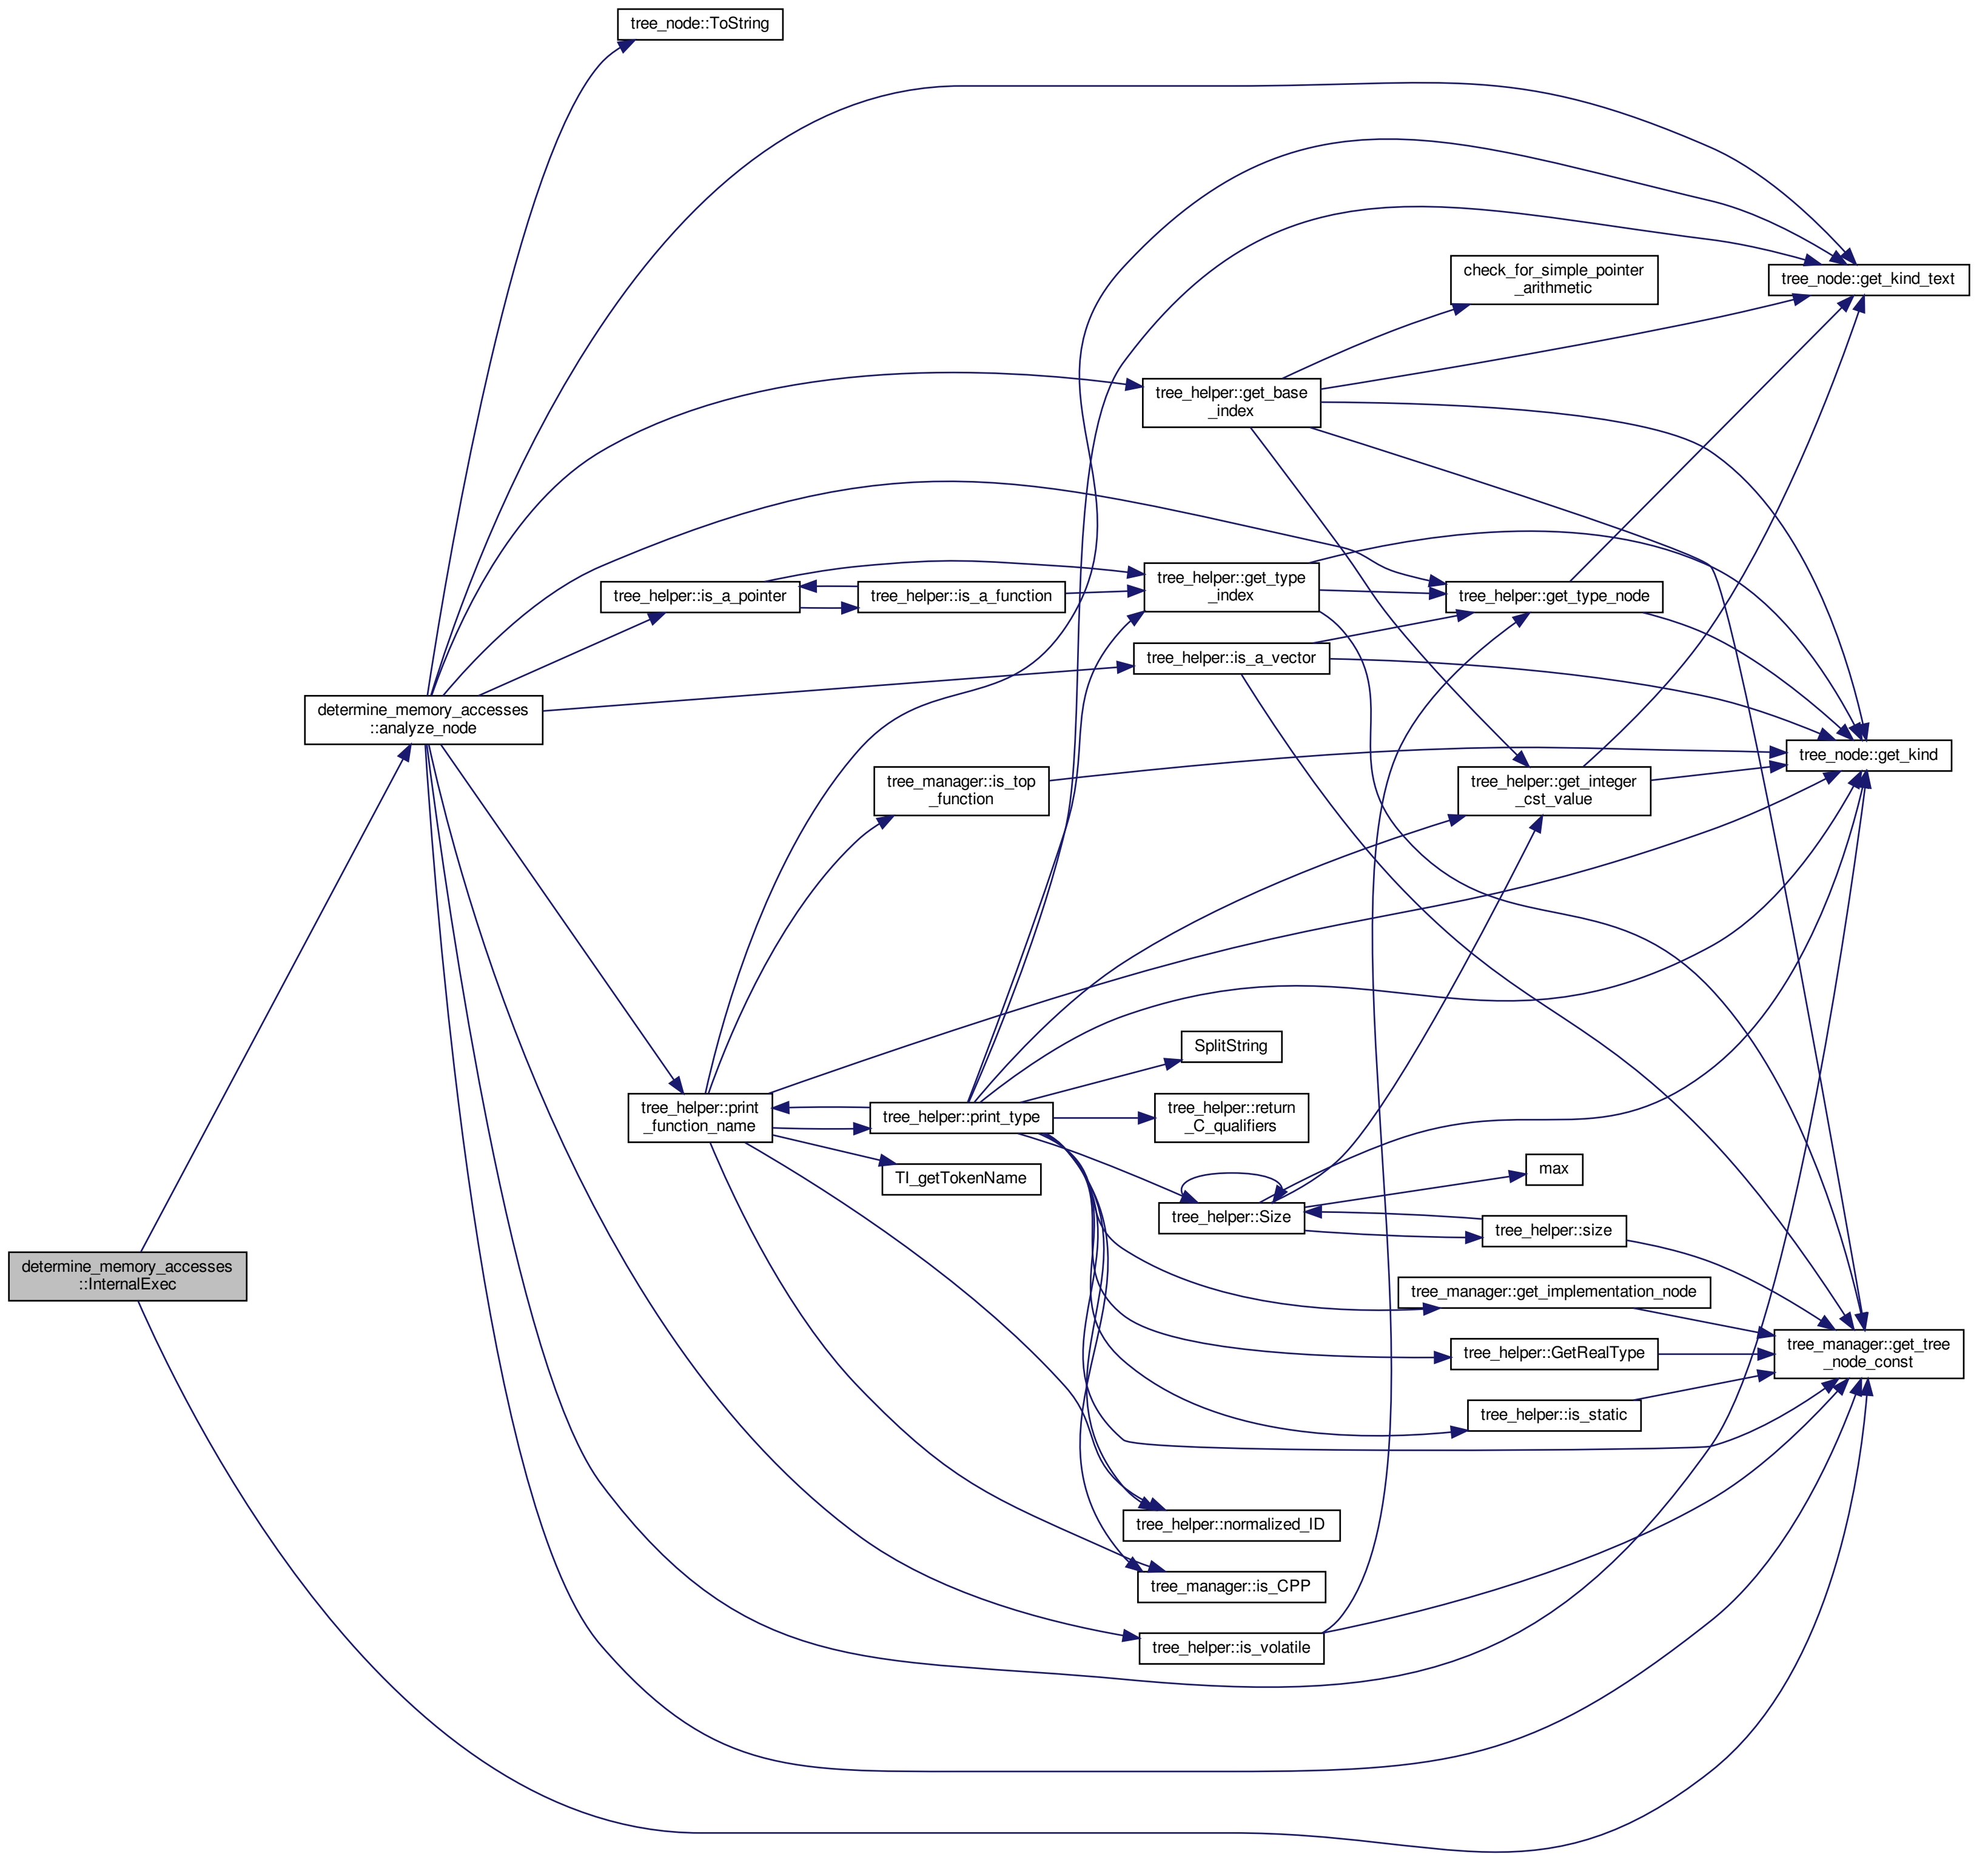 tree_node::ToString
tree_node::get_kind_text
check_for_simple_pointer
_arithmetic
tree_helper::get_base
_index
tree_helper::is_a_pointer
tree_helper::is_a_function
tree_helper::get_type
_index
tree_helper::get_type_node
tree_helper::is_a_vector
determine_memory_accesses
::analyze_node
tree_node::get_kind
tree_manager::is_top
_function
tree_helper::get_integer
_cst_value
SplitString
tree_helper::print
_function_name
tree_helper::print_type
tree_helper::return
_C_qualifiers
TI_getTokenName
max
tree_helper::Size
tree_helper::size
determine_memory_accesses
::InternalExec
tree_manager::get_implementation_node
tree_helper::GetRealType
tree_manager::get_tree
_node_const
tree_helper::is_static
tree_helper::normalized_ID
tree_manager::is_CPP
tree_helper::is_volatile